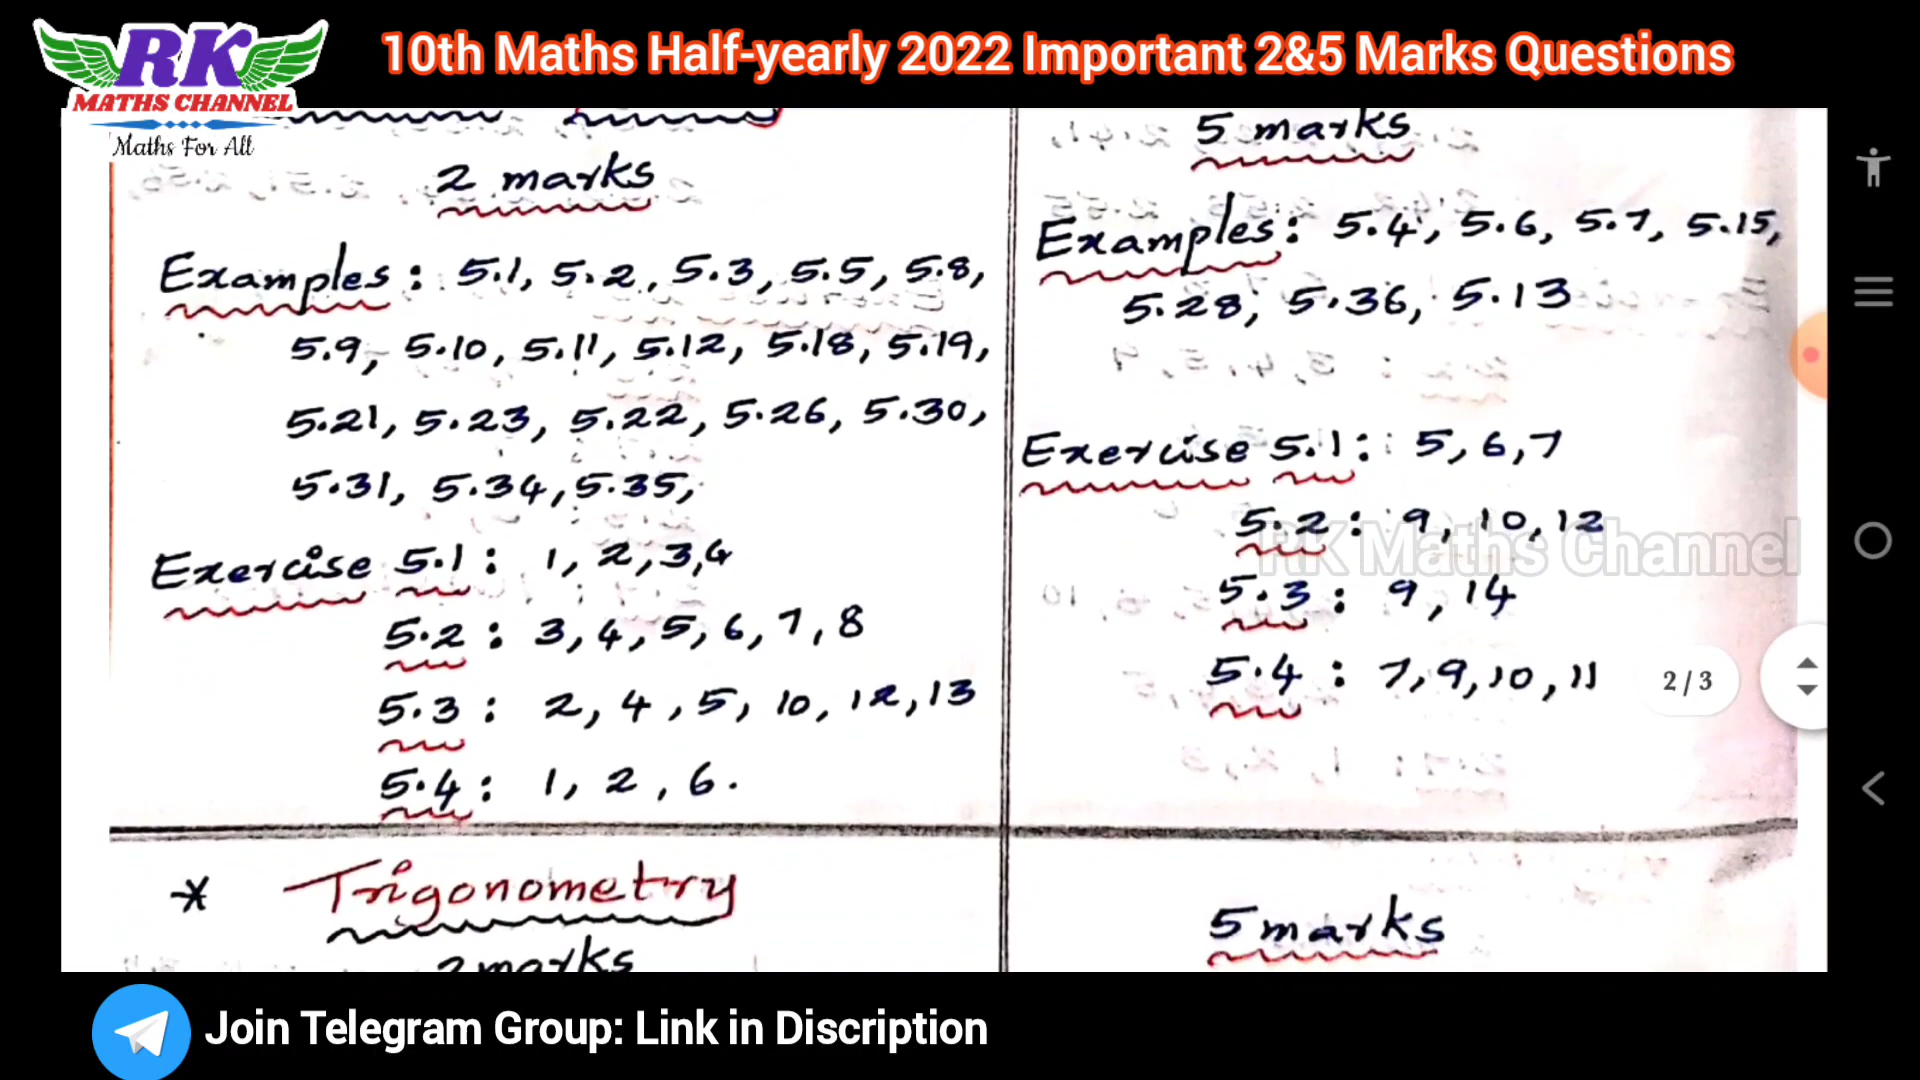 RK
MATHS CHANNEL
Maths For All
10th Maths Half-yearly 2022 Important 2&5 Marks Questions
2 marks
Examples: 5.1, 5.2, 5.3, 5.5, 5.8,
5.9, 5.10, 5.11, 5.12, 5.18, 5.19,
5.21, 5.23, 5.22, 5.26, 5.30,
5.31, 5.34, 5.35,
Exercise 5.1: 1, 2, 3, 4
5.2: 3, 4, 5, 6, 7, 8
5.3: 2, 4, 5, 10, 12, 13
5.4: 1, 2, 6.
* Trigonometry
2 marks
5 marks
Examples: 5.4, 5.6, 5.7, 5.15,
5.28, 5.36, 5.13
Exercise 5.1: 5, 6, 7
5.2: 9, 10, 12
5.3: 9, 14
5.4: 7, 9, 10, 11
5 marks
RK Maths Channel
2/3
Join Telegram Group: Link in Discription